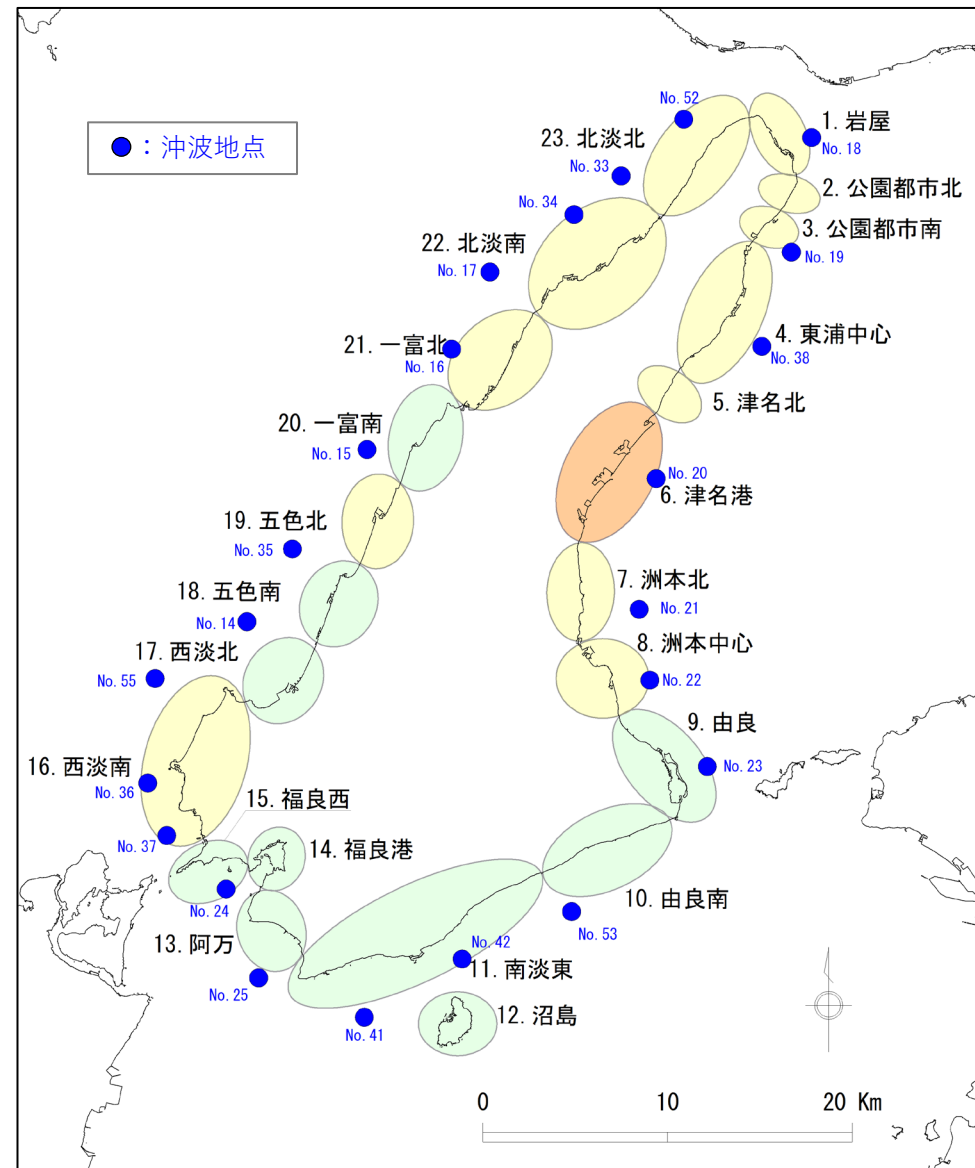 ●：沖波地点
No. 52
23. 北淡北
No. 33
No. 34
22. 北淡南
No. 17
21. 一富北
No. 16
20. 一富南
No. 15
19. 五色北
No. 35
18. 五色南
No. 14
17. 西淡北
No. 55
16. 西淡南
No. 36
15. 福良西
No. 37
14. 福良港
No. 24
13. 阿万
No. 25
1. 岩屋
No. 18
2. 公園都市北
3. 公園都市南
No. 19
4. 東浦中心
No. 38
5. 津名北
No. 20
6. 津名港
7. 洲本北
No. 21
8. 洲本中心
No. 22
9. 由良
No. 23
10. 由良南
No. 53
No. 42
11. 南淡東
12. 沼島
No. 41
0 10 20 Km